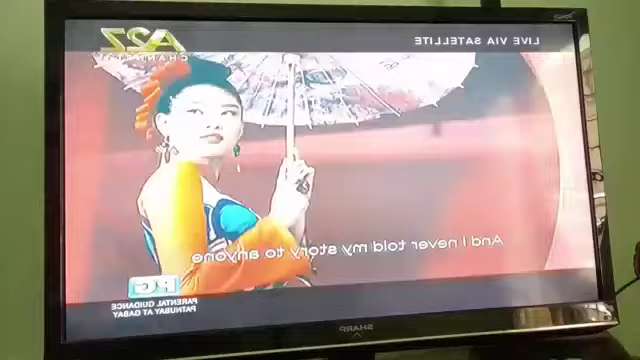 LIVE VIA SATELLITE
A2Z
CHANNEL 11
And I never told my story to anyone
PG
PARENTAL GUIDANCE
PATNUBAY AT GABAY
SHARP